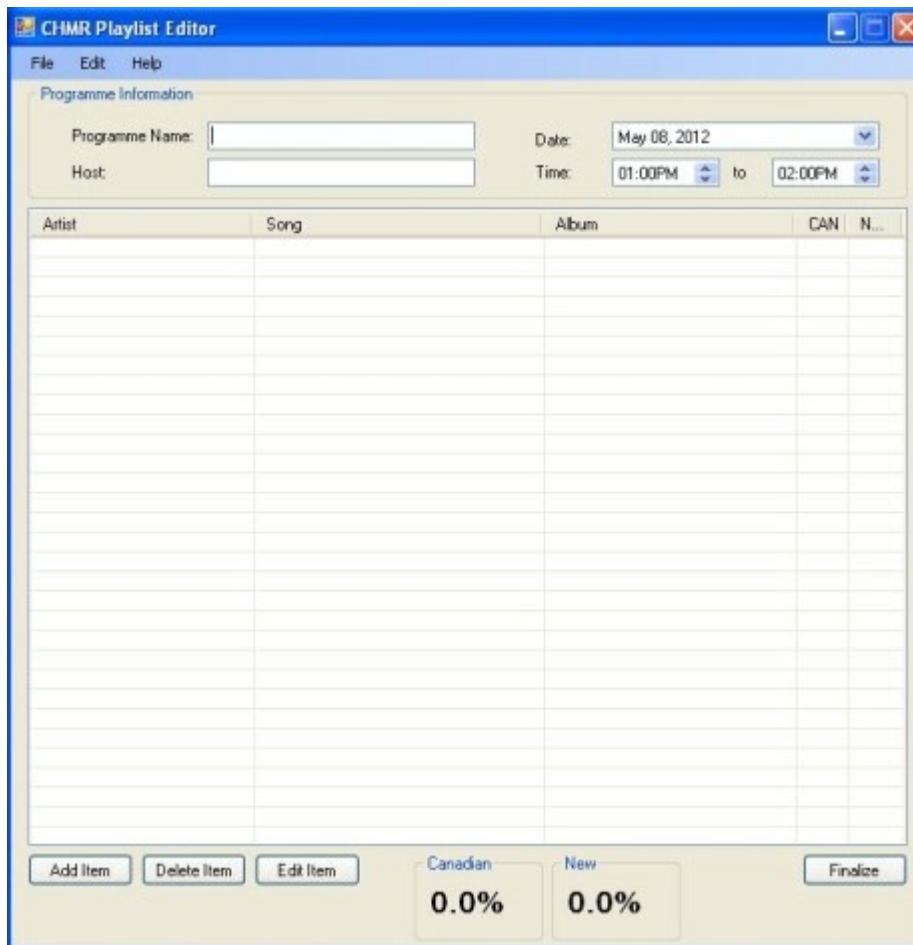 CHMR Playlist Editor
File Edit Help
Programme Information
Programme Name: Date: May 08, 2012
Host: Time: 01:00PM to 02:00PM
Artist Song Album CAN N...
Add Item Delete Item Edit Item Canadian New Finalize
0.0% 0.0%